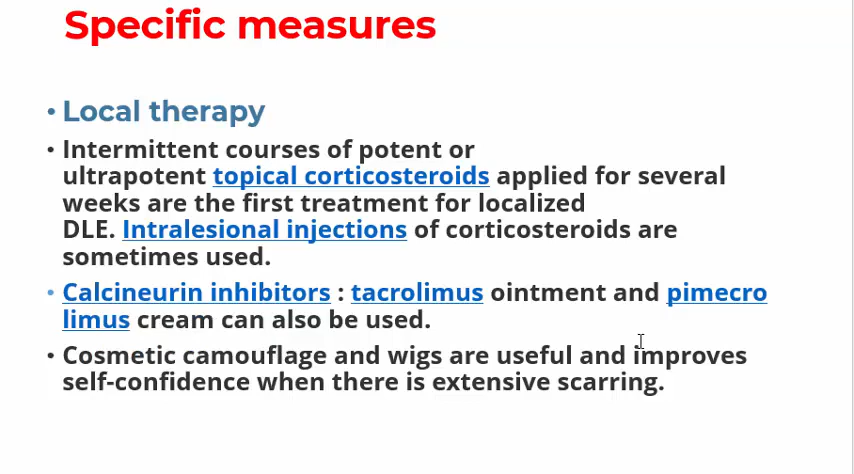 Specific measures
• Local therapy
• Intermittent courses of potent or
ultrapotent topical corticosteroids applied for several
weeks are the first treatment for localized
DLE. Intralesional injections of corticosteroids are
sometimes used.
• Calcineurin inhibitors : tacrolimus ointment and pimecro
limus cream can also be used.
• Cosmetic camouflage and wigs are useful and improves
self-confidence when there is extensive scarring.